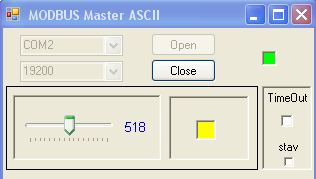 MODBUS Master ASCII
COM2
Open
19200
Close
518
TimeOut
stav